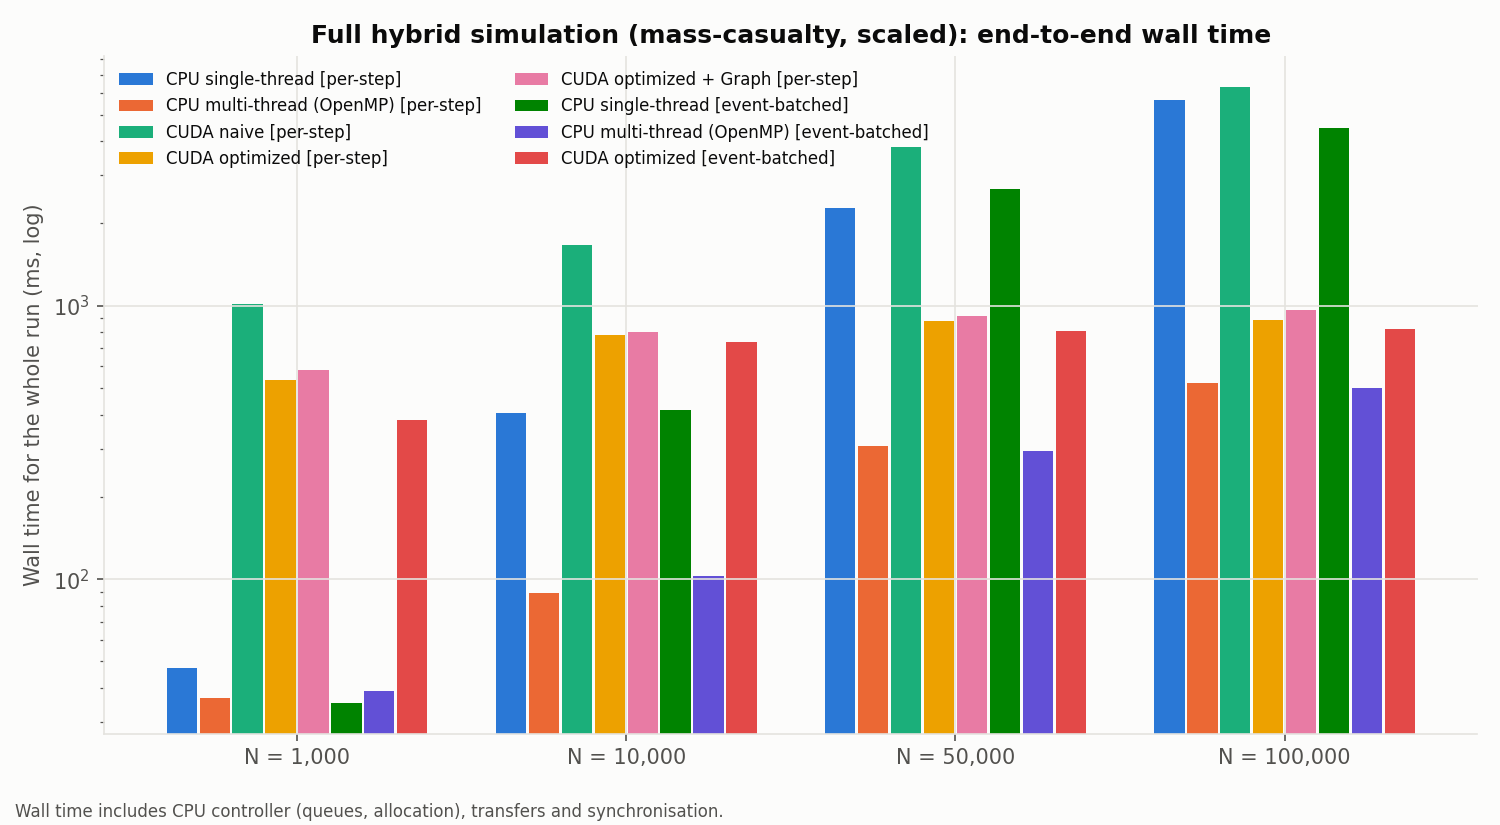 Full hybrid simulation (mass-casualty, scaled): end-to-end wall time
CPU single-thread [per-step]
CPU multi-thread (OpenMP) [per-step]
CUDA naive [per-step]
CUDA optimized [per-step]
CUDA optimized + Graph [per-step]
CPU single-thread [event-batched]
CPU multi-thread (OpenMP) [event-batched]
CUDA optimized [event-batched]
Wall time for the whole run (ms, log)
10³
10²
N = 1,000
N = 10,000
N = 50,000
N = 100,000
Wall time includes CPU controller (queues, allocation), transfers and synchronisation.